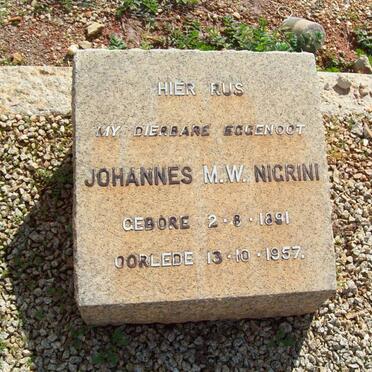 HIER RUS
MY DIERBARE EGGENOOT
JOHANNES M.W. NIGRINI
GEBORE 2·8·1891
OORLEDE 13·10·1957.